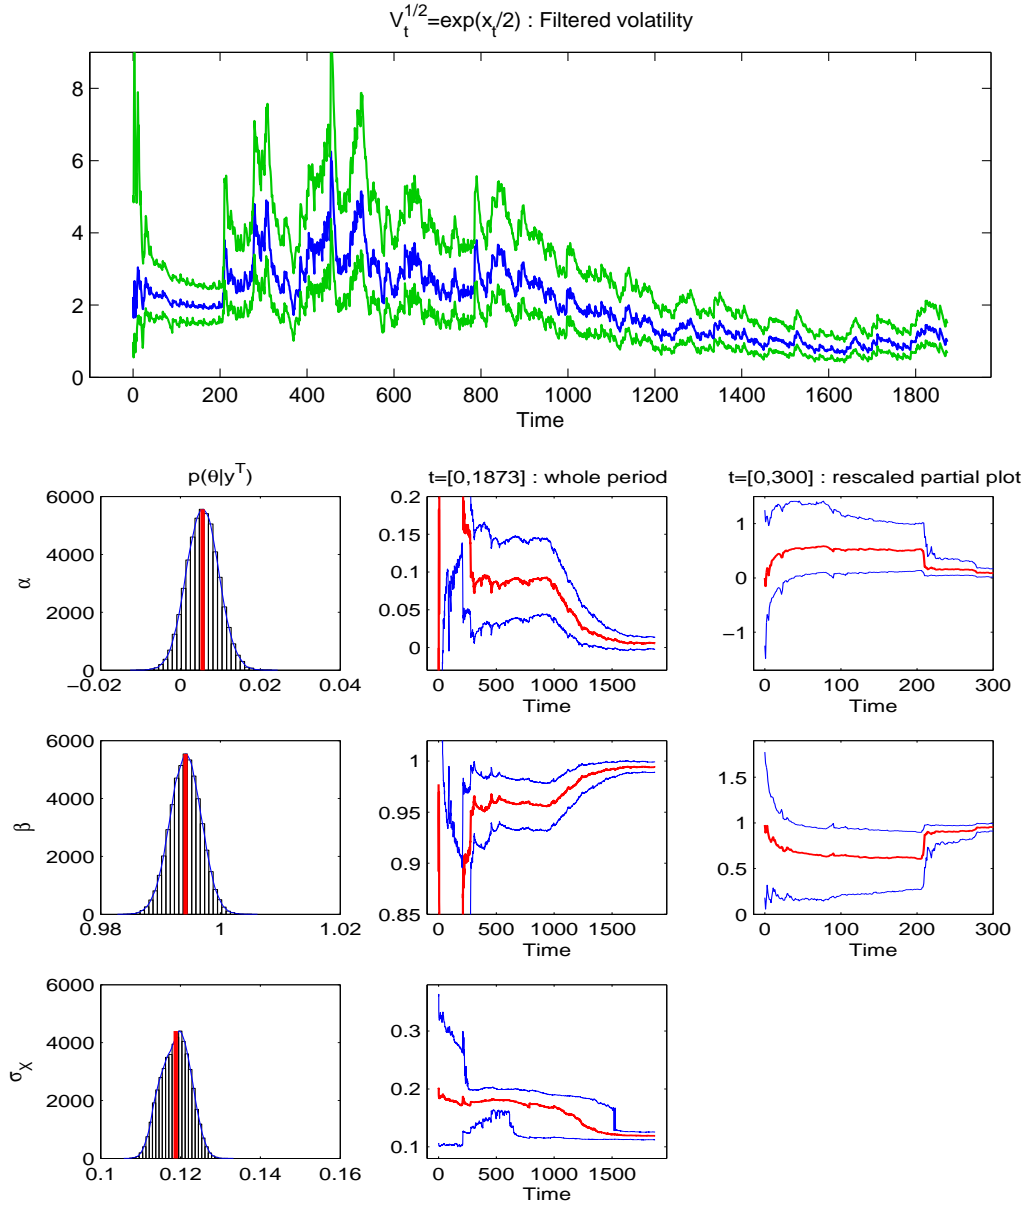 V_t^{1/2}=exp(x_t/2) : Filtered volatility
8
6
4
2
0
0 200 400 600 800 1000 1200 1400 1600 1800
Time
p(θ|y^T)
t=[0,1873] : whole period
t=[0,300] : rescaled partial plot
α
6000
4000
2000
0
−0.02 0 0.02 0.04
0.2
0.15
0.1
0.05
0
0 500 1000 1500
Time
1
0
−1
0 100 200 300
Time
β
6000
4000
2000
0
0.98 1 1.02
1
0.95
0.9
0.85
0 500 1000 1500
Time
1.5
1
0.5
0
0 100 200 300
Time
σ_χ
6000
4000
2000
0
0.1 0.12 0.14 0.16
0.3
0.2
0.1
0 500 1000 1500
Time